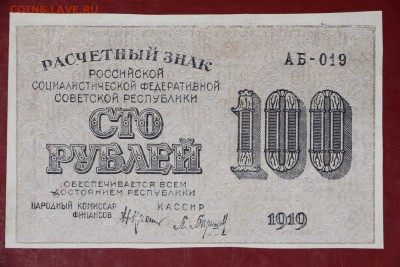 COINS.LAVE.RU
РАСЧЕТНЫЙ ЗНАК
РОССИЙСКОЙ
СОЦИАЛИСТИЧЕСКОЙ ФЕДЕРАТИВНОЙ
СОВЕТСКОЙ РЕСПУБЛИКИ
АБ-019
СТО
РУБЛЕЙ
100
ОБЕСПЕЧИВАЕТСЯ ВСЕМ
ДОСТОЯНИЕМ РЕСПУБЛИКИ
НАРОДНЫЙ КОМИССАР
ФИНАНСОВ
КАССИР
1919